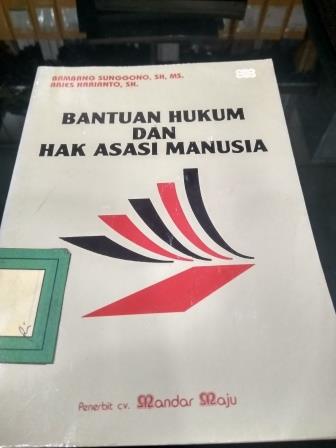 BAMBANG SUNGGONO, SH, MS.
ARIES HARIANTO, SH.
BANTUAN HUKUM
DAN
HAK ASASI MANUSIA
Penerbit cv. Mandar Maju